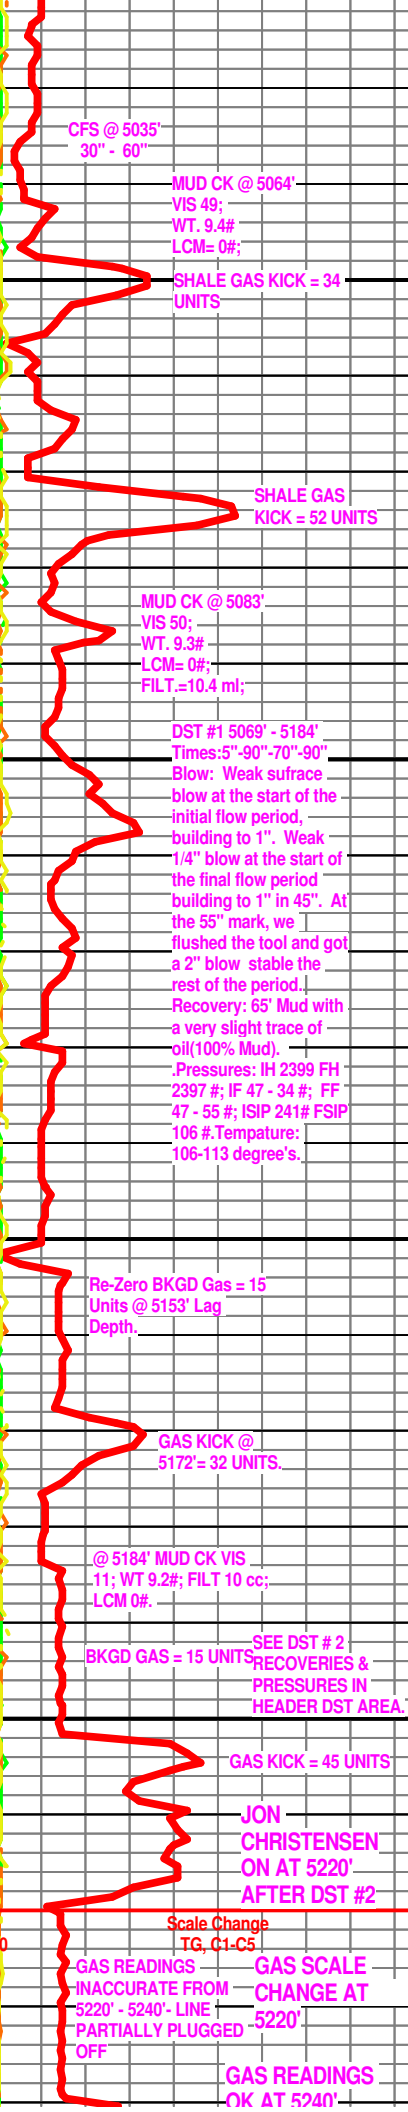 CFS @ 5035'
30" - 60"
MUD CK @ 5064'
VIS 49;
WT. 9.4#
LCM= 0#;
SHALE GAS KICK = 34
UNITS
SHALE GAS
KICK = 52 UNITS
MUD CK @ 5083'
VIS 50;
WT. 9.3#
LCM= 0#;
FILT.=10.4 ml;
DST #1 5069' - 5184'
Times:5"-90"-70"-90"
Blow: Weak sufrace
blow at the start of the
initial flow period,
building to 1". Weak
1/4" blow at the start of
the final flow period
building to 1" in 45". At
the 55" mark, we
flushed the tool and got
a 2" blow stable the
rest of the period.
Recovery: 65' Mud with
a very slight trace of
oil(100% Mud).
.Pressures: IH 2399 FH
2397 #; IF 47 - 34 #; FF
47 - 55 #; ISIP 241# FSIP
106 #.Tempature:
106-113 degree's.
Re-Zero BKGD Gas = 15
Units @ 5153' Lag
Depth.
GAS KICK @
5172'= 32 UNITS.
@ 5184' MUD CK VIS
11; WT 9.2#; FILT 10 cc;
LCM 0#.
BKGD GAS = 15 UNITS
SEE DST # 2
RECOVERIES &
PRESSURES IN
HEADER DST AREA.
GAS KICK = 45 UNITS
JON
CHRISTENSEN
ON AT 5220'
AFTER DST #2
Scale Change
0 TG, C1-C5
GAS READINGS
INACCURATE FROM
5220' - 5240'- LINE
PARTIALLY PLUGGED
OFF
GAS SCALE
CHANGE AT
5220'
GAS READINGS
OK AT 5240'